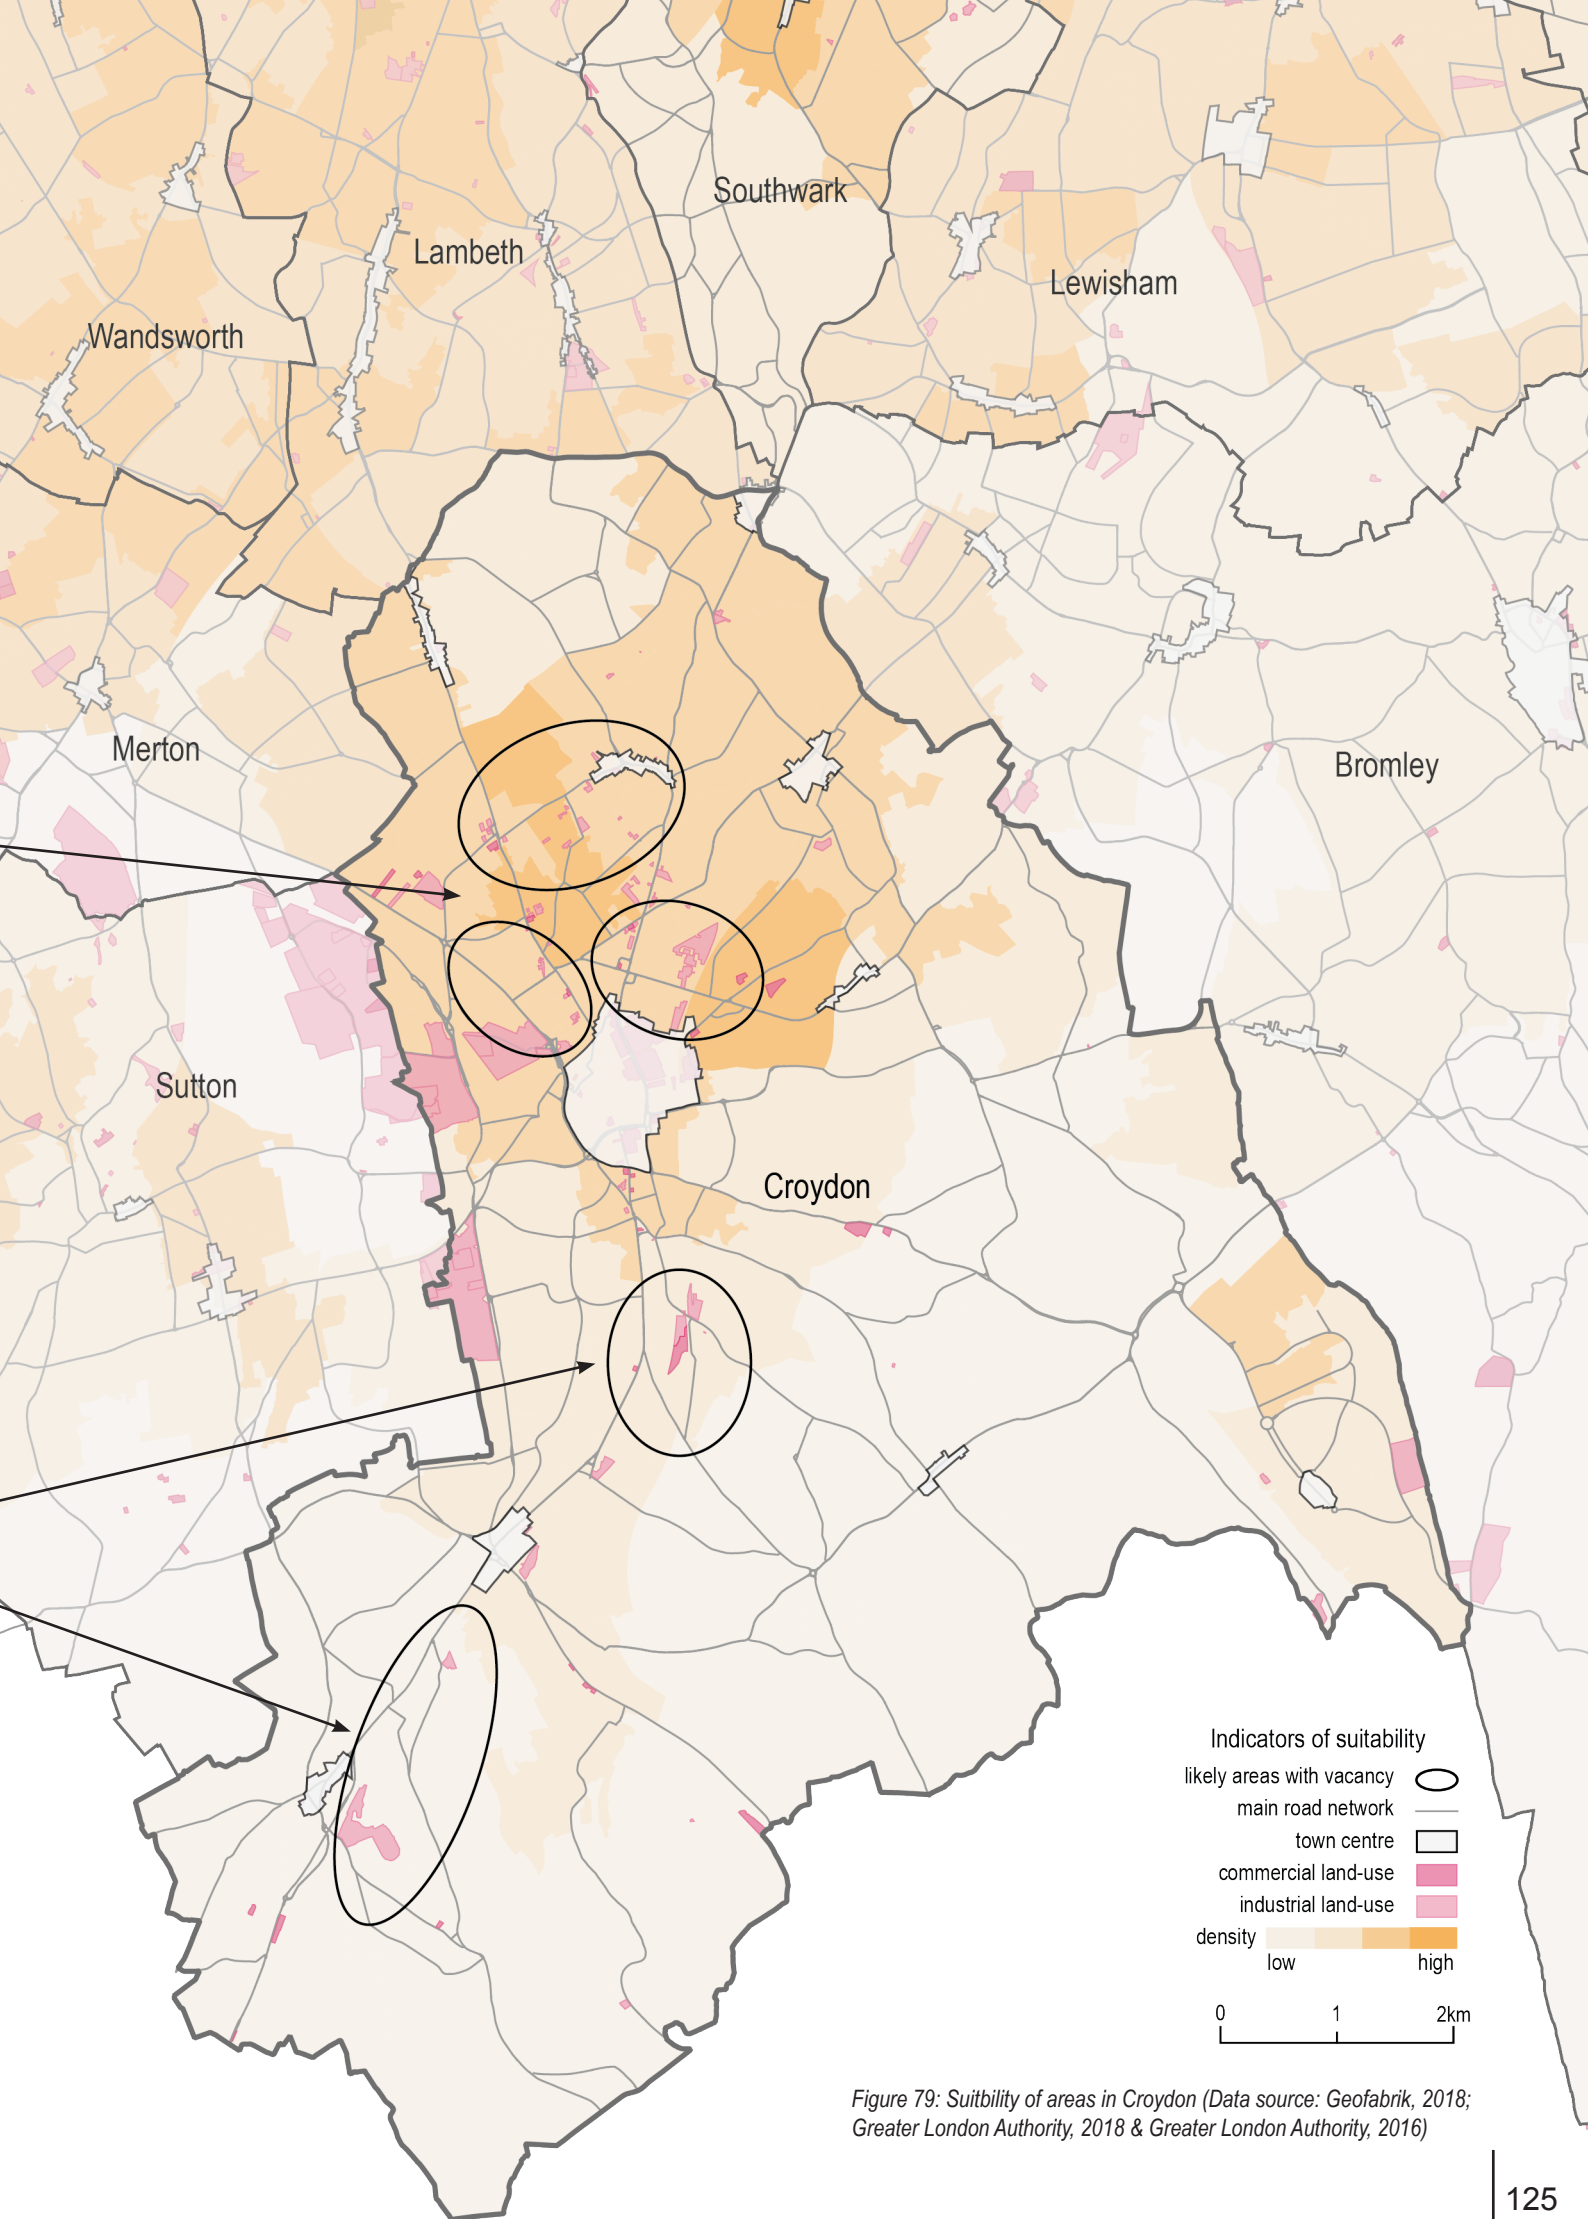 Southwark
Lambeth
Lewisham
Wandsworth
Merton
Bromley
Sutton
Croydon
Indicators of suitability
likely areas with vacancy
main road network
town centre
commercial land-use
industrial land-use
density
low high
0 1 2km
Figure 79: Suitbility of areas in Croydon (Data source: Geofabrik, 2018;
Greater London Authority, 2018 & Greater London Authority, 2016)
125